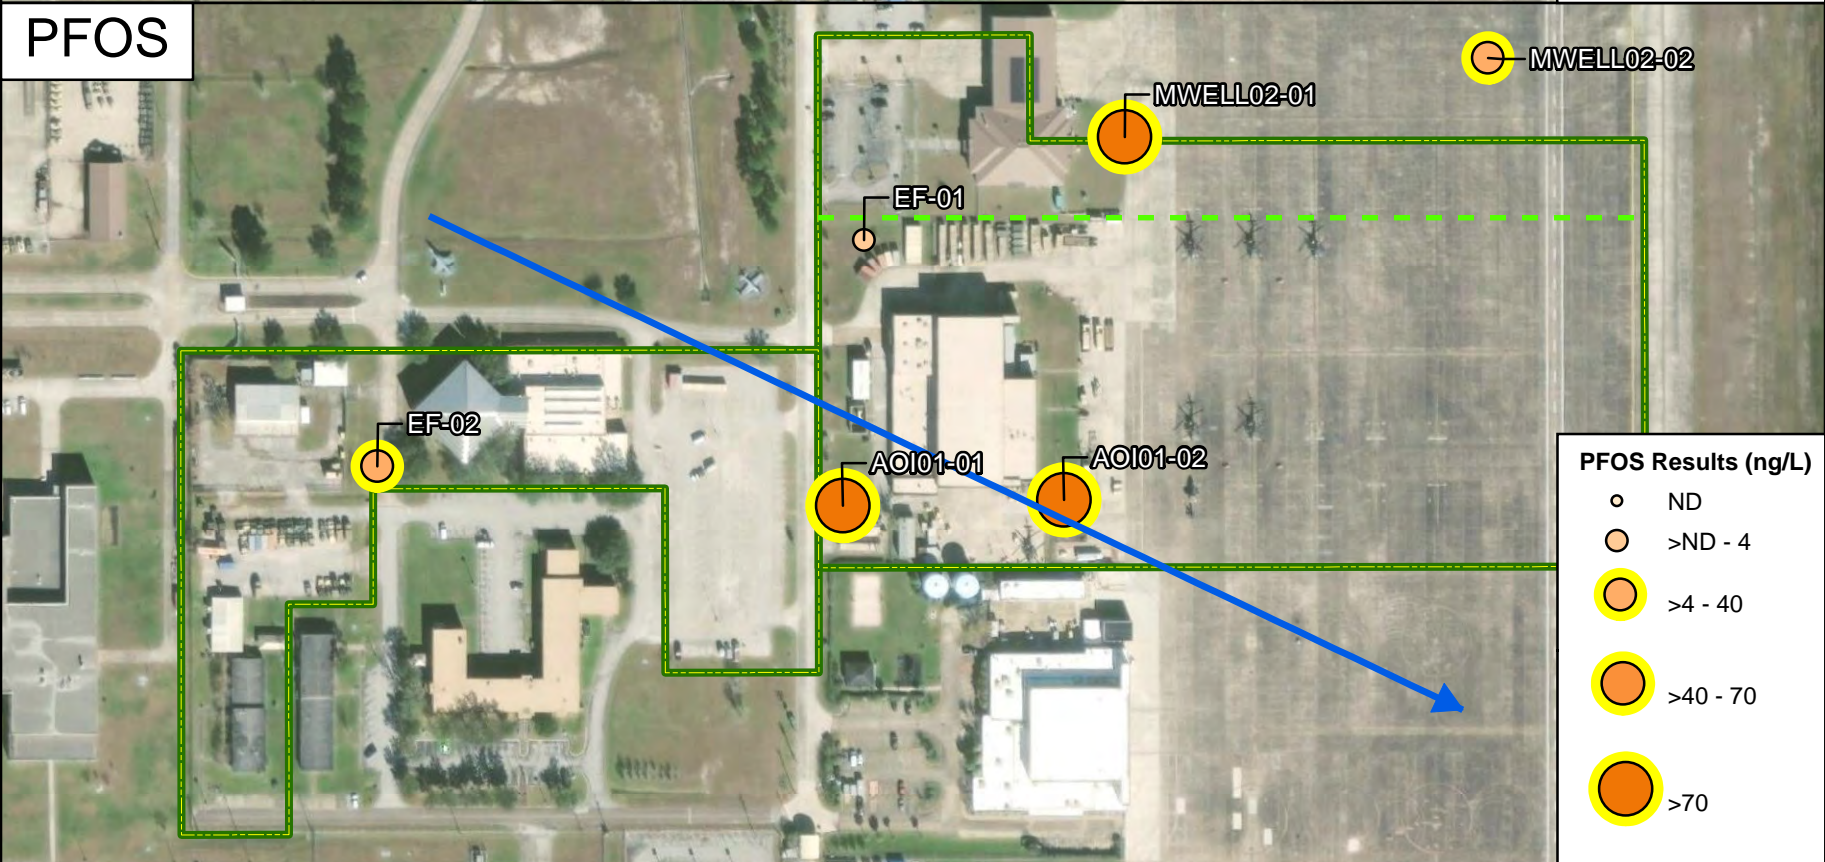 PFOS
MWELL02-02
MWELL02-01
EF-01
EF-02
AOI01-01
AOI01-02
PFOS Results (ng/L)
ND
>ND - 4
>4 - 40
>40 - 70
>70